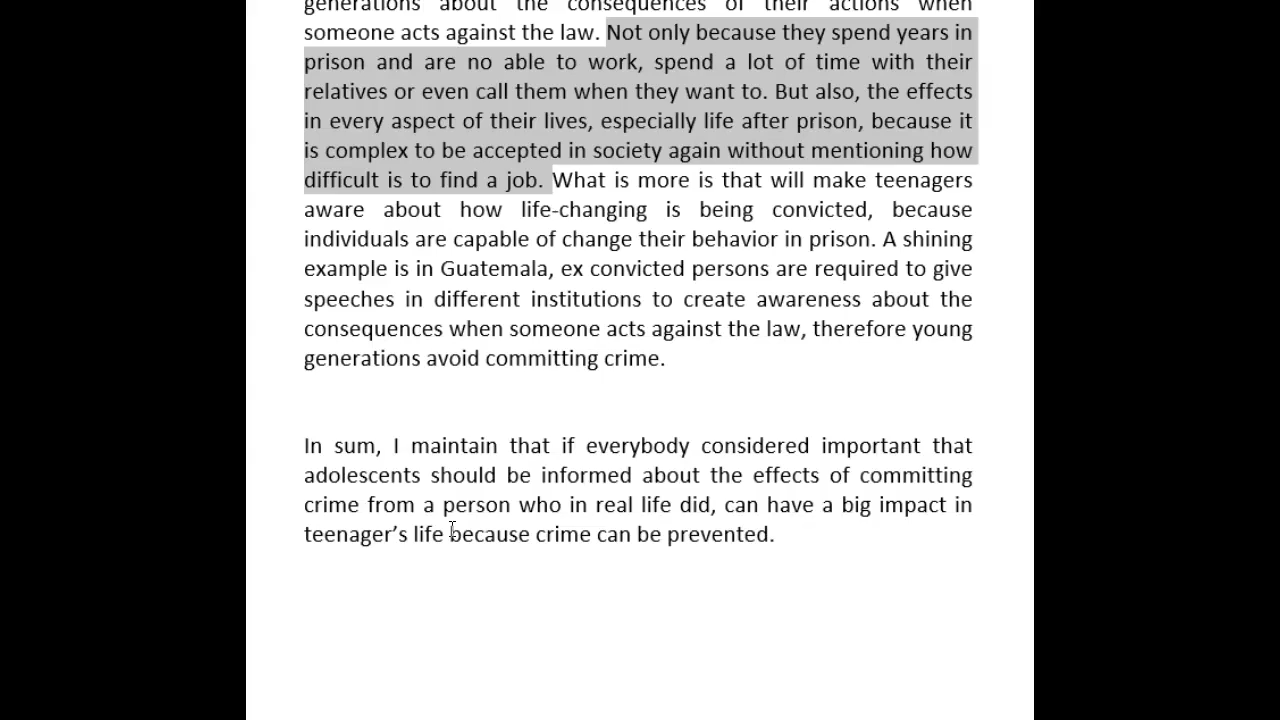 generations about the consequences of their actions when
someone acts against the law. Not only because they spend years in
prison and are no able to work, spend a lot of time with their
relatives or even call them when they want to. But also, the effects
in every aspect of their lives, especially life after prison, because it
is complex to be accepted in society again without mentioning how
difficult is to find a job. What is more is that will make teenagers
aware about how life-changing is being convicted, because
individuals are capable of change their behavior in prison. A shining
example is in Guatemala, ex convicted persons are required to give
speeches in different institutions to create awareness about the
consequences when someone acts against the law, therefore young
generations avoid committing crime.
In sum, I maintain that if everybody considered important that
adolescents should be informed about the effects of committing
crime from a person who in real life did, can have a big impact in
teenager’s life because crime can be prevented.